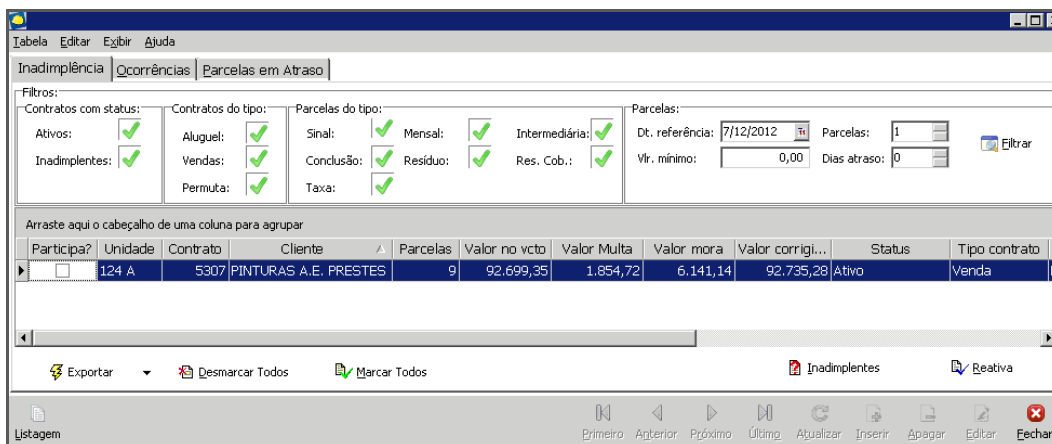 Tabela Editar Exibir Ajuda
Inadimplência Ocorrências Parcelas em Atraso
Filtros:
Contratos com status: Contratos do tipo: Parcelas do tipo: Parcelas:
Ativos: Aluguel: Sinal: Mensal: Intermediária: Dt. referência: 7/12/2012 Parcelas: 1 Filtrar
Inadimplentes: Vendas: Conclusão: Resíduo: Res. Cob.: Vlr. mínimo: 0,00 Dias atraso: 0
Permuta: Taxa:
Arraste aqui o cabeçalho de uma coluna para agrupar
Participa? Unidade Contrato Cliente Parcelas Valor no vcto Valor Multa Valor mora Valor corrigi... Status Tipo contrato
124 A 5307 PINTURAS A.E. PRESTES 9 92.699,35 1.854,72 6.141,14 92.735,28 Ativo Venda
Exportar Desmarcar Todos Marcar Todos Inadimplentes Reativa
Listagem Primeiro Anterior Próximo Último Atualizar Inserir Apagar Editar Fechar